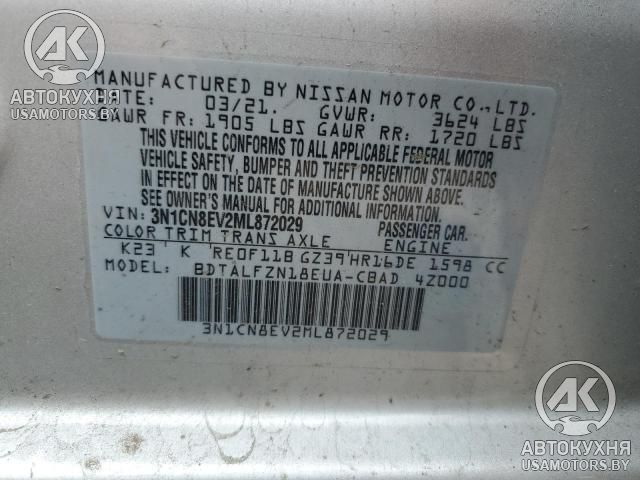 MANUFACTURED BY NISSAN MOTOR CO.,LTD.
DATE: 03/21. GVWR: 3624 LBS
GAWR FR: 1905 LBS GAWR RR: 1720 LBS
THIS VEHICLE CONFORMS TO ALL APPLICABLE FEDERAL MOTOR
VEHICLE SAFETY, BUMPER AND THEFT PREVENTION STANDARDS
IN EFFECT ON THE DATE OF MANUFACTURE SHOWN ABOVE.
SEE OWNER'S MANUAL FOR ADDITIONAL INFORMATION.
VIN: 3N1CN8EV2ML872029 PASSENGER CAR.
COLOR TRIM TRANS AXLE ENGINE
K23 K RE0F11B GZ39 HR16DE 1598 CC
BDTALFZN18EUA-CBAD 4Z000
3N1CN8EV2ML872029
AK
АВТОКУХНЯ
USAMOTORS.BY
AK
АВТОКУХНЯ
USAMOTORS.BY